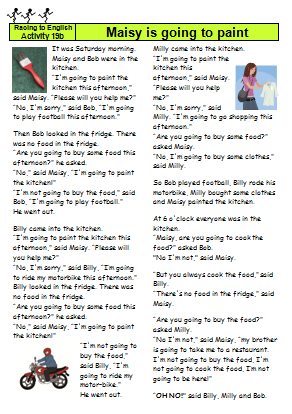 Racing to English
Activity 19b
Maisy is going to paint
It was Saturday morning.
Maisy and Bob were in the
kitchen.
"I'm going to paint the
kitchen this afternoon,"
said Maisy. "Please will you help me?"
"No, I'm sorry," said Bob, "I'm going
to play football this afternoon."
Then Bob looked in the fridge. There
was no food in the fridge.
"Are you going to buy some food this
afternoon?" he asked.
"No," said Maisy, "I'm going to paint
the kitchen!"
"I'm not going to buy the food," said
Bob, "I'm going to play football."
He went out.
Billy came into the kitchen.
"I'm going to paint the kitchen this
afternoon," said Maisy. "Please will
you help me?"
"No, I'm sorry," said Billy, "I'm going
to ride my motorbike this afternoon."
Billy looked in the fridge. There was
no food in the fridge.
"Are you going to buy some food this
afternoon?" he asked.
"No," said Maisy, "I'm going to paint
the kitchen!"
"I'm not going to
buy the food,"
said Billy, "I'm
going to ride my
motor-bike."
He went out.
Milly came into the kitchen.
"I'm going to paint
the kitchen this
afternoon," said Maisy.
"Please will you help
me?"
"No, I'm sorry," said
Milly. "I'm going to go shopping this
afternoon."
"Are you going to buy some food?"
asked Maisy.
"No, I'm going to buy some clothes,"
said Milly.
So Bob played football, Billy rode his
motorbike, Milly bought some clothes
and Maisy painted the kitchen.
At 6 o'clock everyone was in the
kitchen.
"Maisy, are you going to cook the
food?" asked Bob.
"No I'm not," said Maisy.
"But you always cook the food," said
Billy.
"There's no food in the fridge," said
Maisy.
"Are you going to buy the food?"
asked Milly.
"No I'm not," said Maisy, "my brother
is going to take me to a restaurant.
I'm not going to buy the food, I'm
not going to cook the food, I'm not
going to be here!"
"OH NO!" said Billy, Milly and Bob.